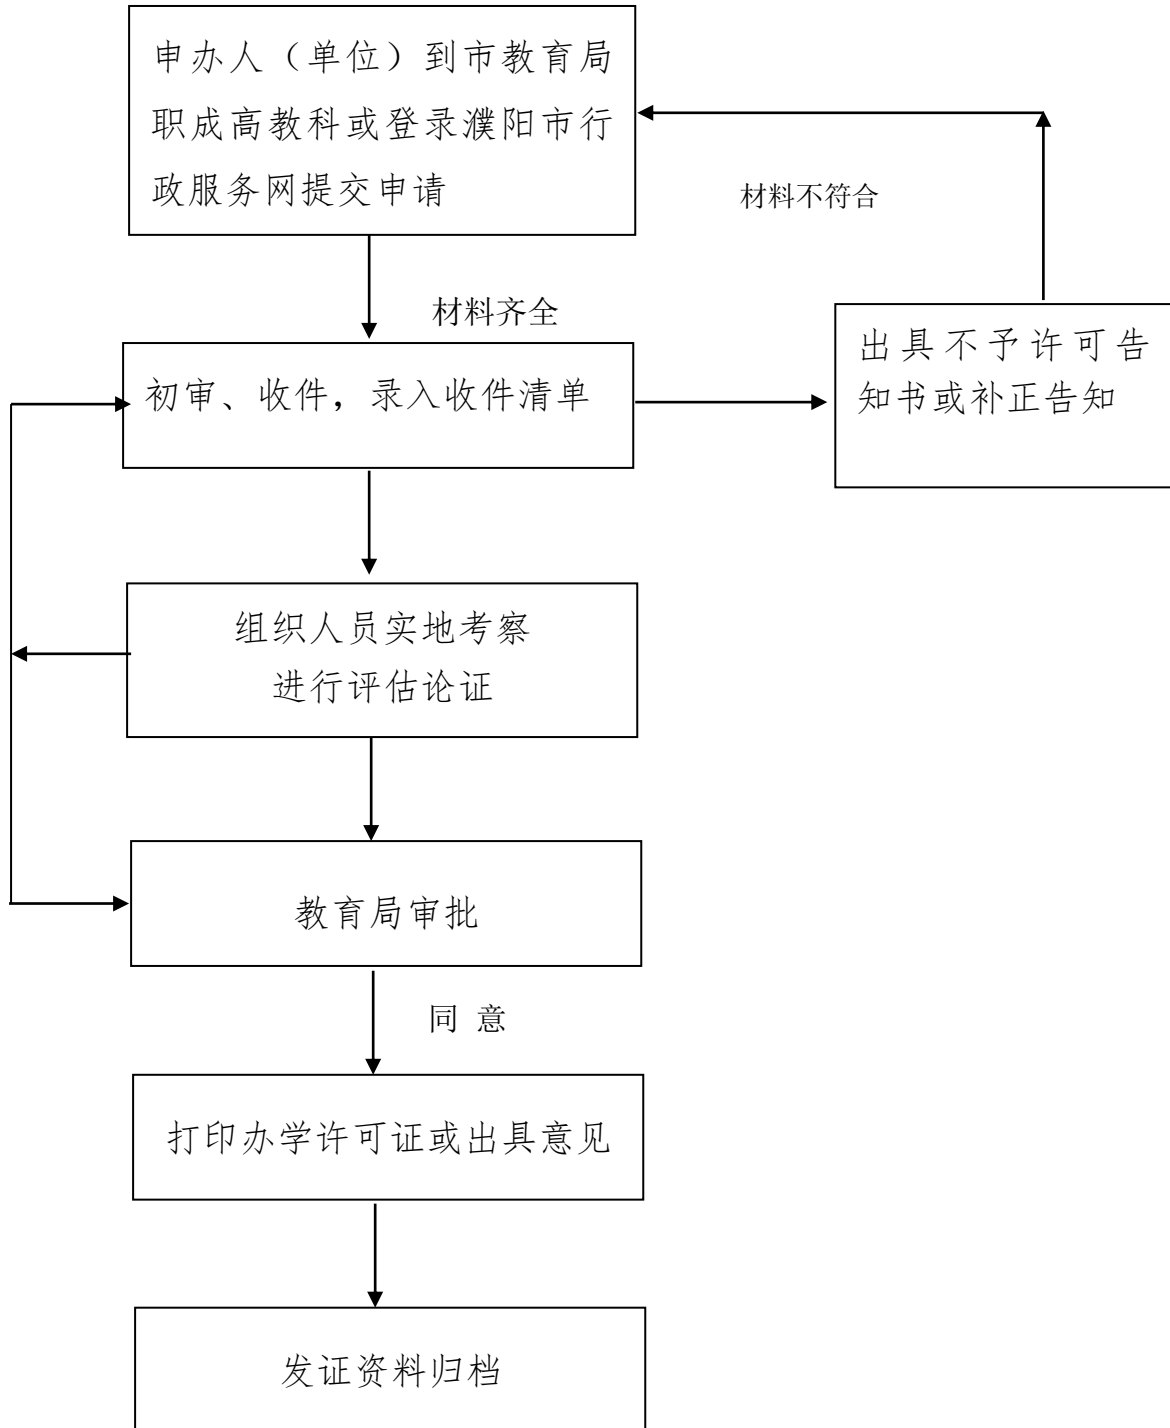 申办人（单位）到市教育局
职成高教科或登录濮阳市行
政服务网提交申请
材料不符合
材料齐全
出具不予许可告
知书或补正告知
初审、收件，录入收件清单
组织人员实地考察
进行评估论证
教育局审批
同 意
打印办学许可证或出具意见
发证资料归档